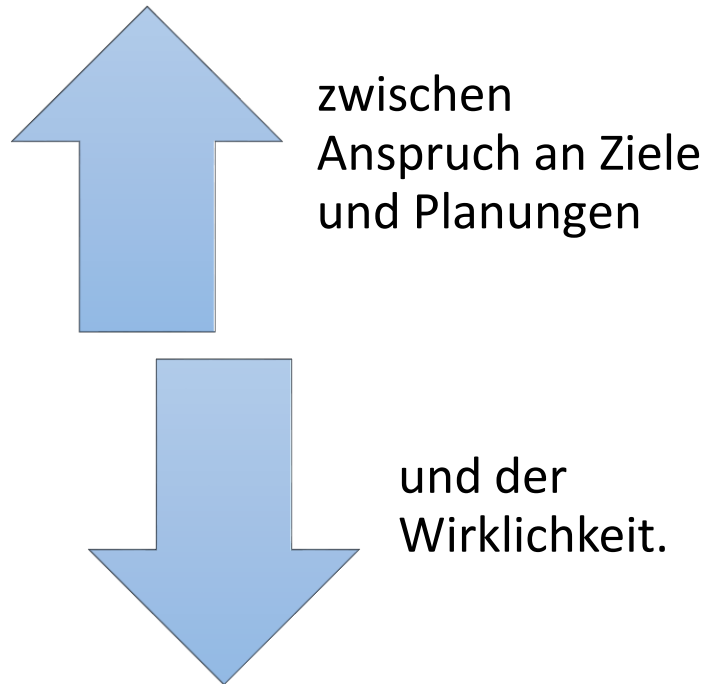 zwischen
Anspruch an Ziele
und Planungen
und der
Wirklichkeit.